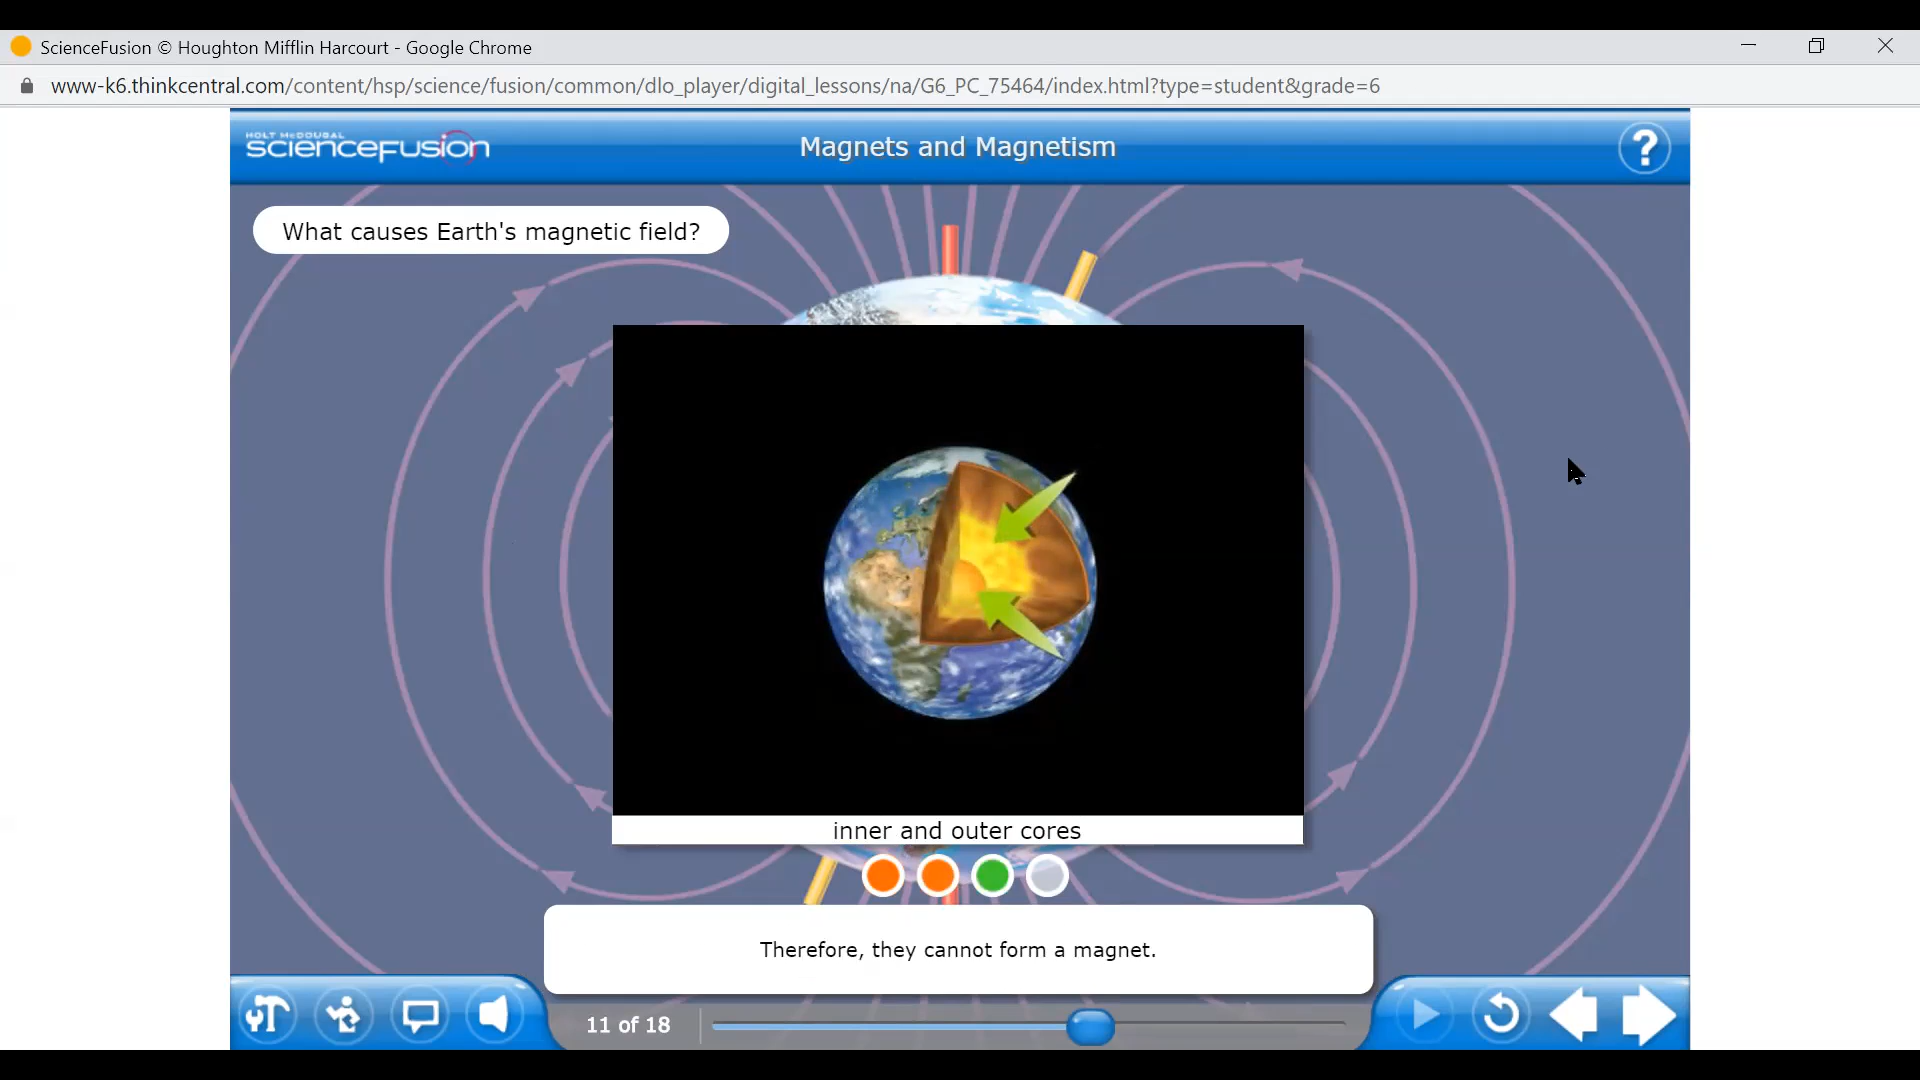 ScienceFusion © Houghton Mifflin Harcourt - Google Chrome
www-k6.thinkcentral.com/content/hsp/science/fusion/common/dlo_player/digital_lessons/na/G6_PC_75464/index.html?type=student&grade=6
HOLT McDOUGAL
scienceFusion
Magnets and Magnetism
?
What causes Earth's magnetic field?
inner and outer cores
Therefore, they cannot form a magnet.
11 of 18